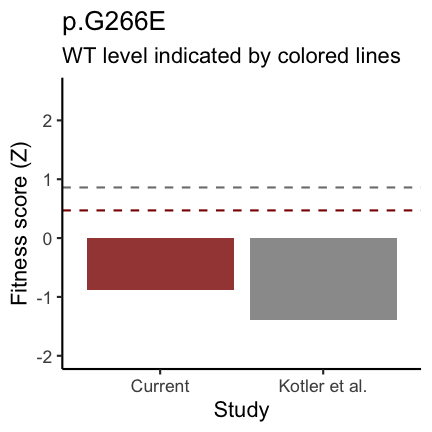 p.G266E
WT level indicated by colored lines
Fitness score (Z)
2
1
0
-1
-2
Current
Kotler et al.
Study